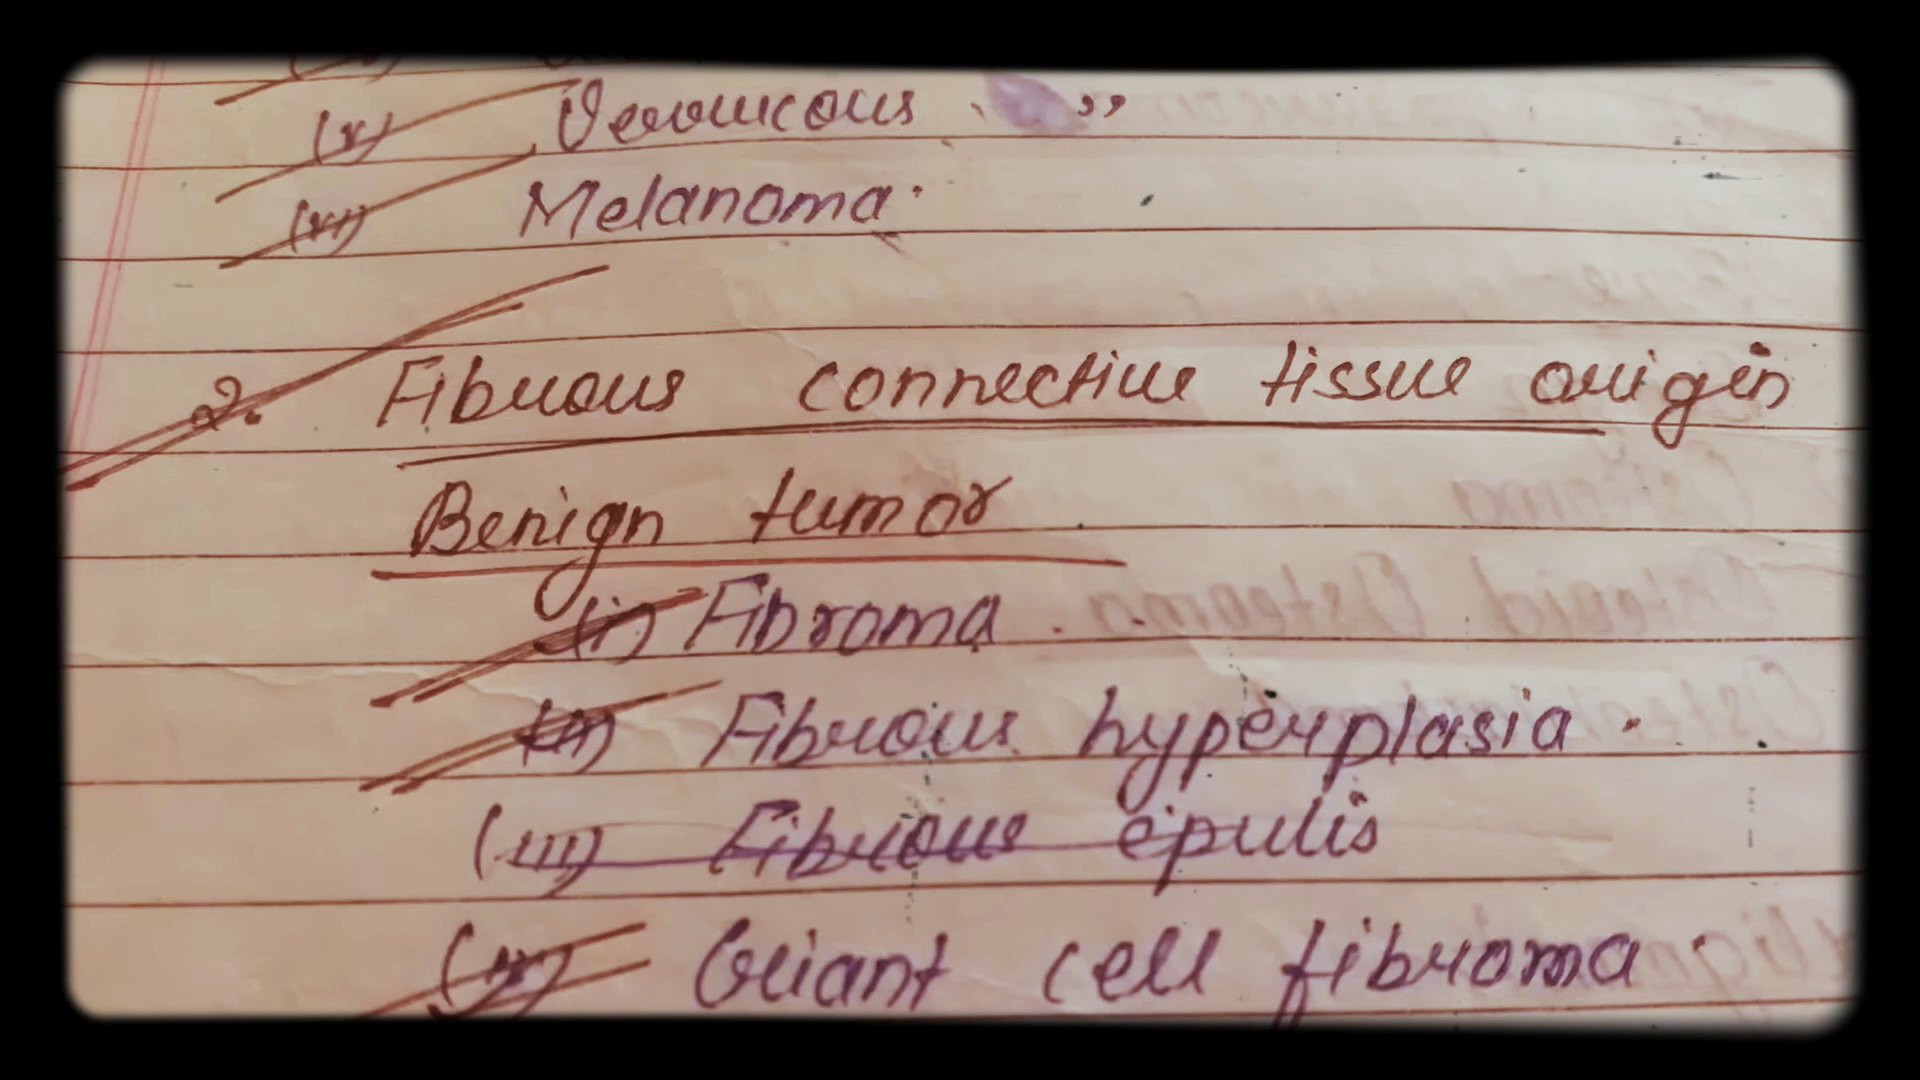 (x) Verrucous ,, ,,
(xi) Melanoma.
2. Fibrous connective tissue origin
Benign tumor
(i) Fibroma.
(ii) Fibrous hyperplasia.
(iii) Fibrous epulis
(iv) Giant cell fibroma.